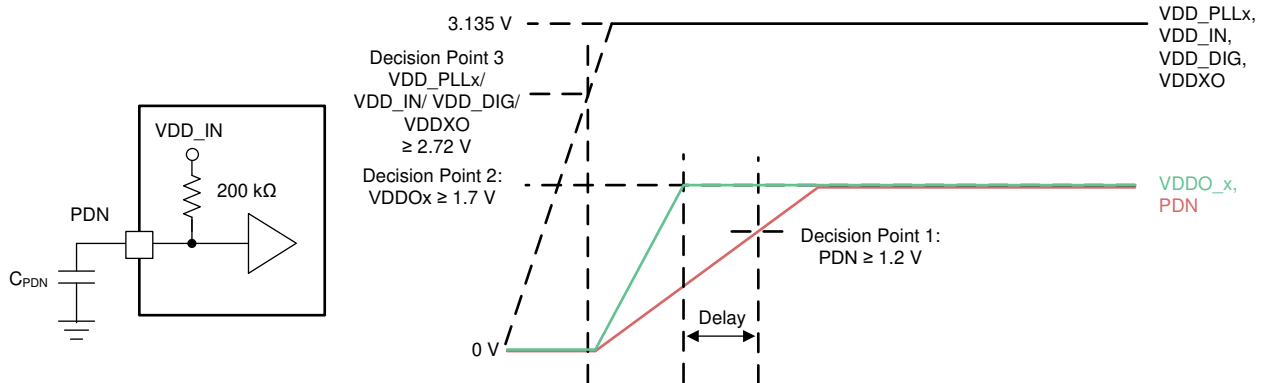 VDD_IN
200 kΩ
PDN
CPDN
3.135 V
Decision Point 3
VDD_PLLx/
VDD_IN/ VDD_DIG/
VDDXO
≥ 2.72 V
Decision Point 2:
VDDOx ≥ 1.7 V
0 V
Delay
Decision Point 1:
PDN ≥ 1.2 V
VDD_PLLx,
VDD_IN,
VDD_DIG,
VDDXO
VDDO_x,
PDN